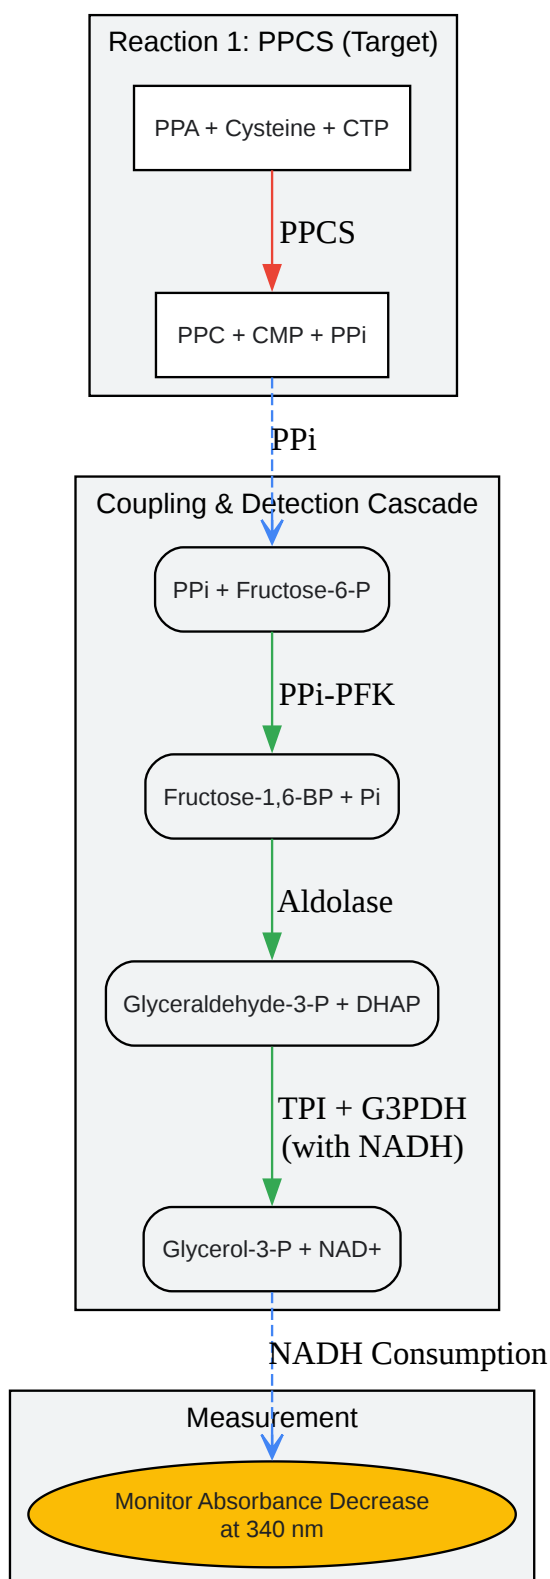 Reaction 1: PPCS (Target)
PPA + Cysteine + CTP
PPCS
PPC + CMP + PPi
PPi
Coupling & Detection Cascade
PPi + Fructose-6-P
PPi-PFK
Fructose-1,6-BP + Pi
Aldolase
Glyceraldehyde-3-P + DHAP
TPI + G3PDH
(with NADH)
Glycerol-3-P + NAD+
NADH Consumption
Measurement
Monitor Absorbance Decrease
at 340 nm